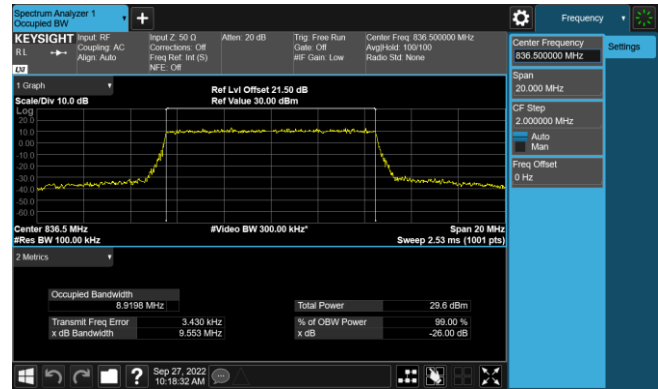 Spectrum Analyzer 1
Occupied BW
Frequency
KEYSIGHT
RL
LXI
Input: RF
Coupling: AC
Align: Auto
Input Z: 50 Ω
Corrections: Off
Freq Ref: Int (S)
NFE: Off
Atten: 20 dB
Trig: Free Run
Gate: Off
#IF Gain: Low
Center Freq: 836.500000 MHz
Avg|Hold: 100/100
Radio Std: None
Center Frequency
836.500000 MHz
Settings
Span
20.000 MHz
CF Step
2.000000 MHz
Auto
Man
Freq Offset
0 Hz
1 Graph
Scale/Div 10.0 dB
Ref Lvl Offset 21.50 dB
Ref Value 30.00 dBm
Log
20.0
10.0
0.00
-10.0
-20.0
-30.0
-40.0
-50.0
-60.0
Center 836.5 MHz
#Res BW 100.00 kHz
#Video BW 300.00 kHz*
Span 20 MHz
Sweep 2.53 ms (1001 pts)
2 Metrics
Occupied Bandwidth
8.9198 MHz
Total Power 29.6 dBm
Transmit Freq Error 3.430 kHz
% of OBW Power 99.00 %
x dB Bandwidth 9.553 MHz
x dB -26.00 dB
?
Sep 27, 2022
10:18:32 AM